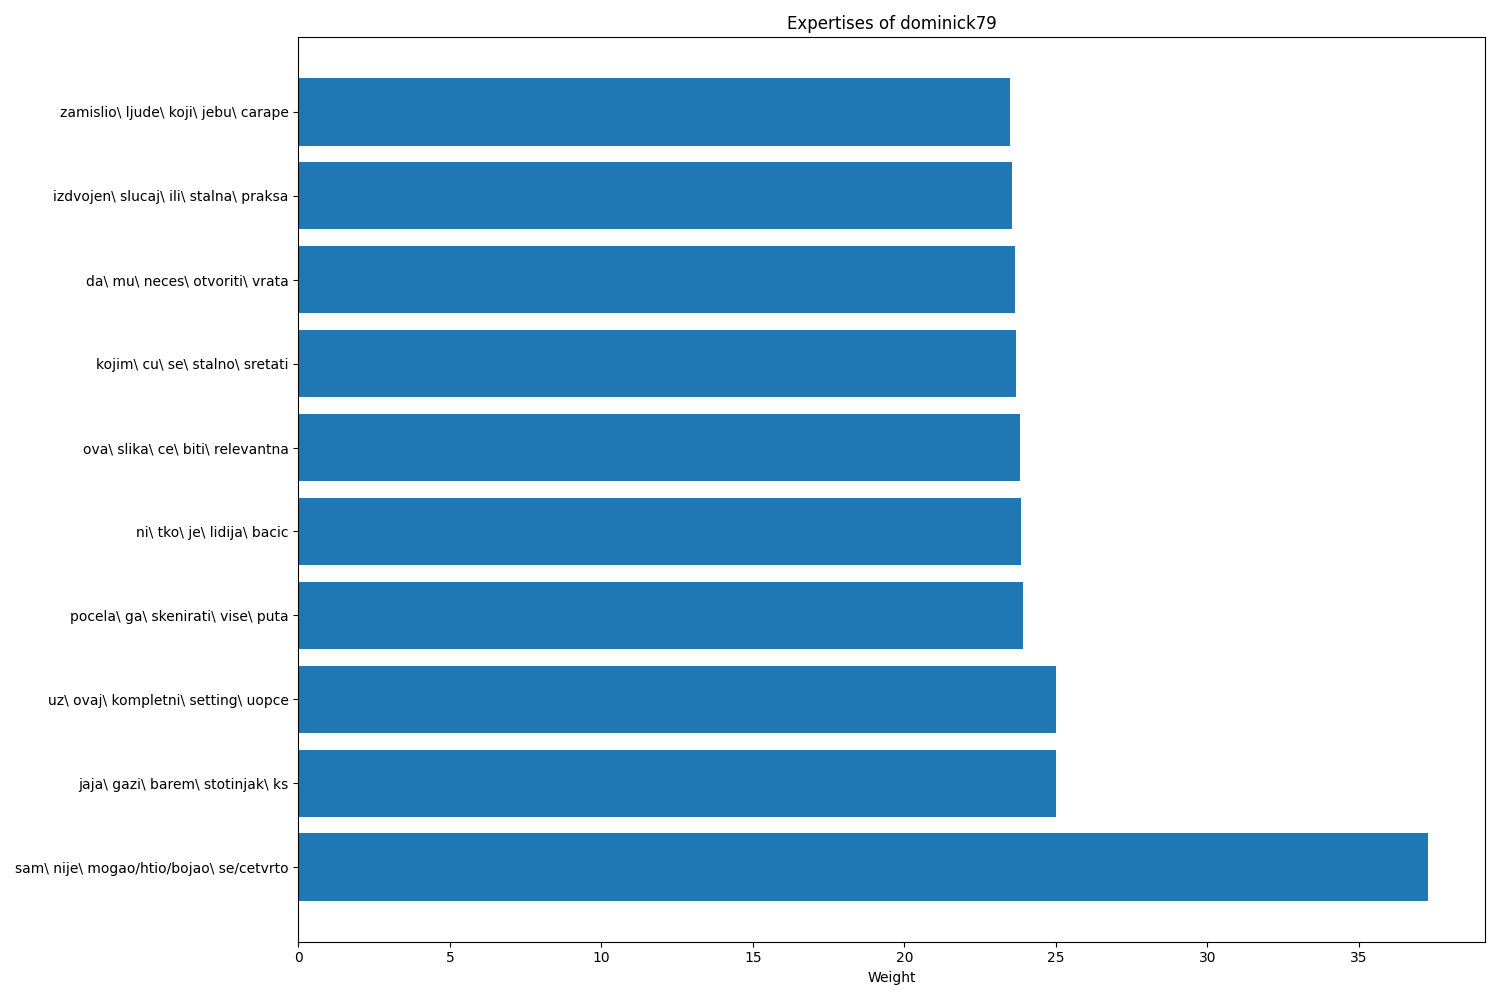 Expertises of dominick79
zamislio\ ljude\ koji\ jebu\ carape
izdvojen\ slucaj\ ili\ stalna\ praksa
da\ mu\ neces\ otvoriti\ vrata
kojim\ cu\ se\ stalno\ sretati
ova\ slika\ ce\ biti\ relevantna
ni\ tko\ je\ lidija\ bacic
pocela\ ga\ skenirati\ vise\ puta
uz\ ovaj\ kompletni\ setting\ uopce
jaja\ gazi\ barem\ stotinjak\ ks
sam\ nije\ mogao/htio/bojao\ se/cetvrto
0 5 10 15 20 25 30 35
Weight